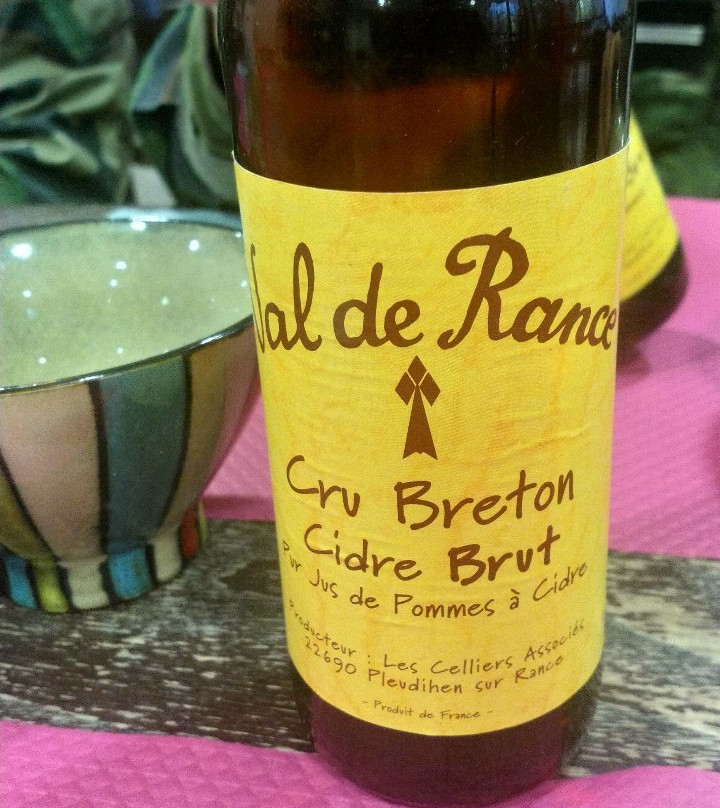 Val de Rance
Cru Breton
Cidre Brut
Pur Jus de Pommes à Cidre
Producteur : Les Celliers Associés
22690 Pleudihen sur Rance
- Produit de France -